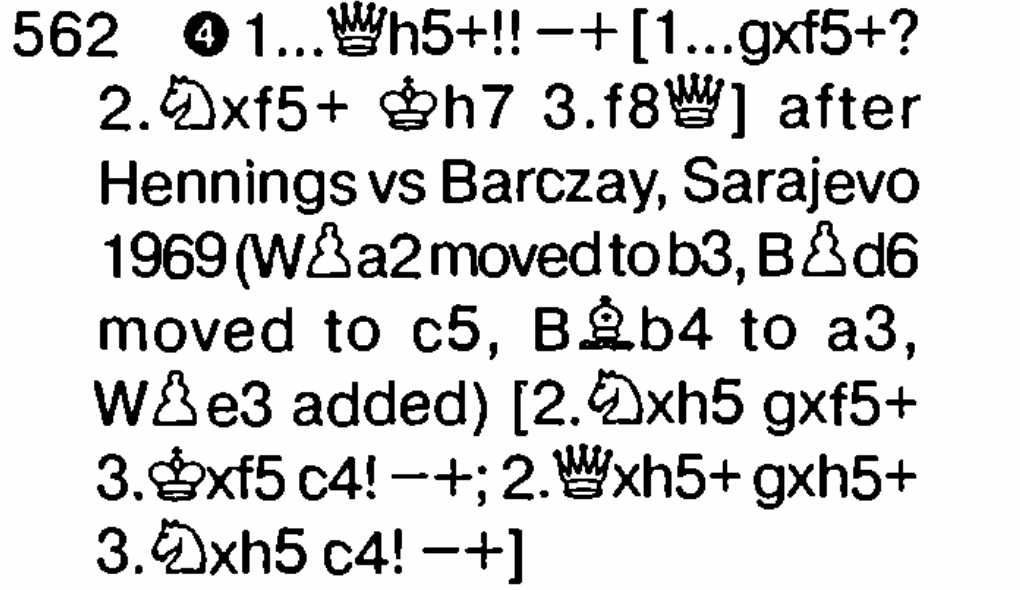 562 ❹ 1...♕h5+!! −+ [1...gxf5+?
2.♘xf5+ ♔h7 3.f8♕] after
Hennings vs Barczay, Sarajevo
1969 (W♙a2 moved to b3, B♙d6
moved to c5, B♗b4 to a3,
W♙e3 added) [2.♘xh5 gxf5+
3.♔xf5 c4! −+; 2.♕xh5+ gxh5+
3.♘xh5 c4! −+]